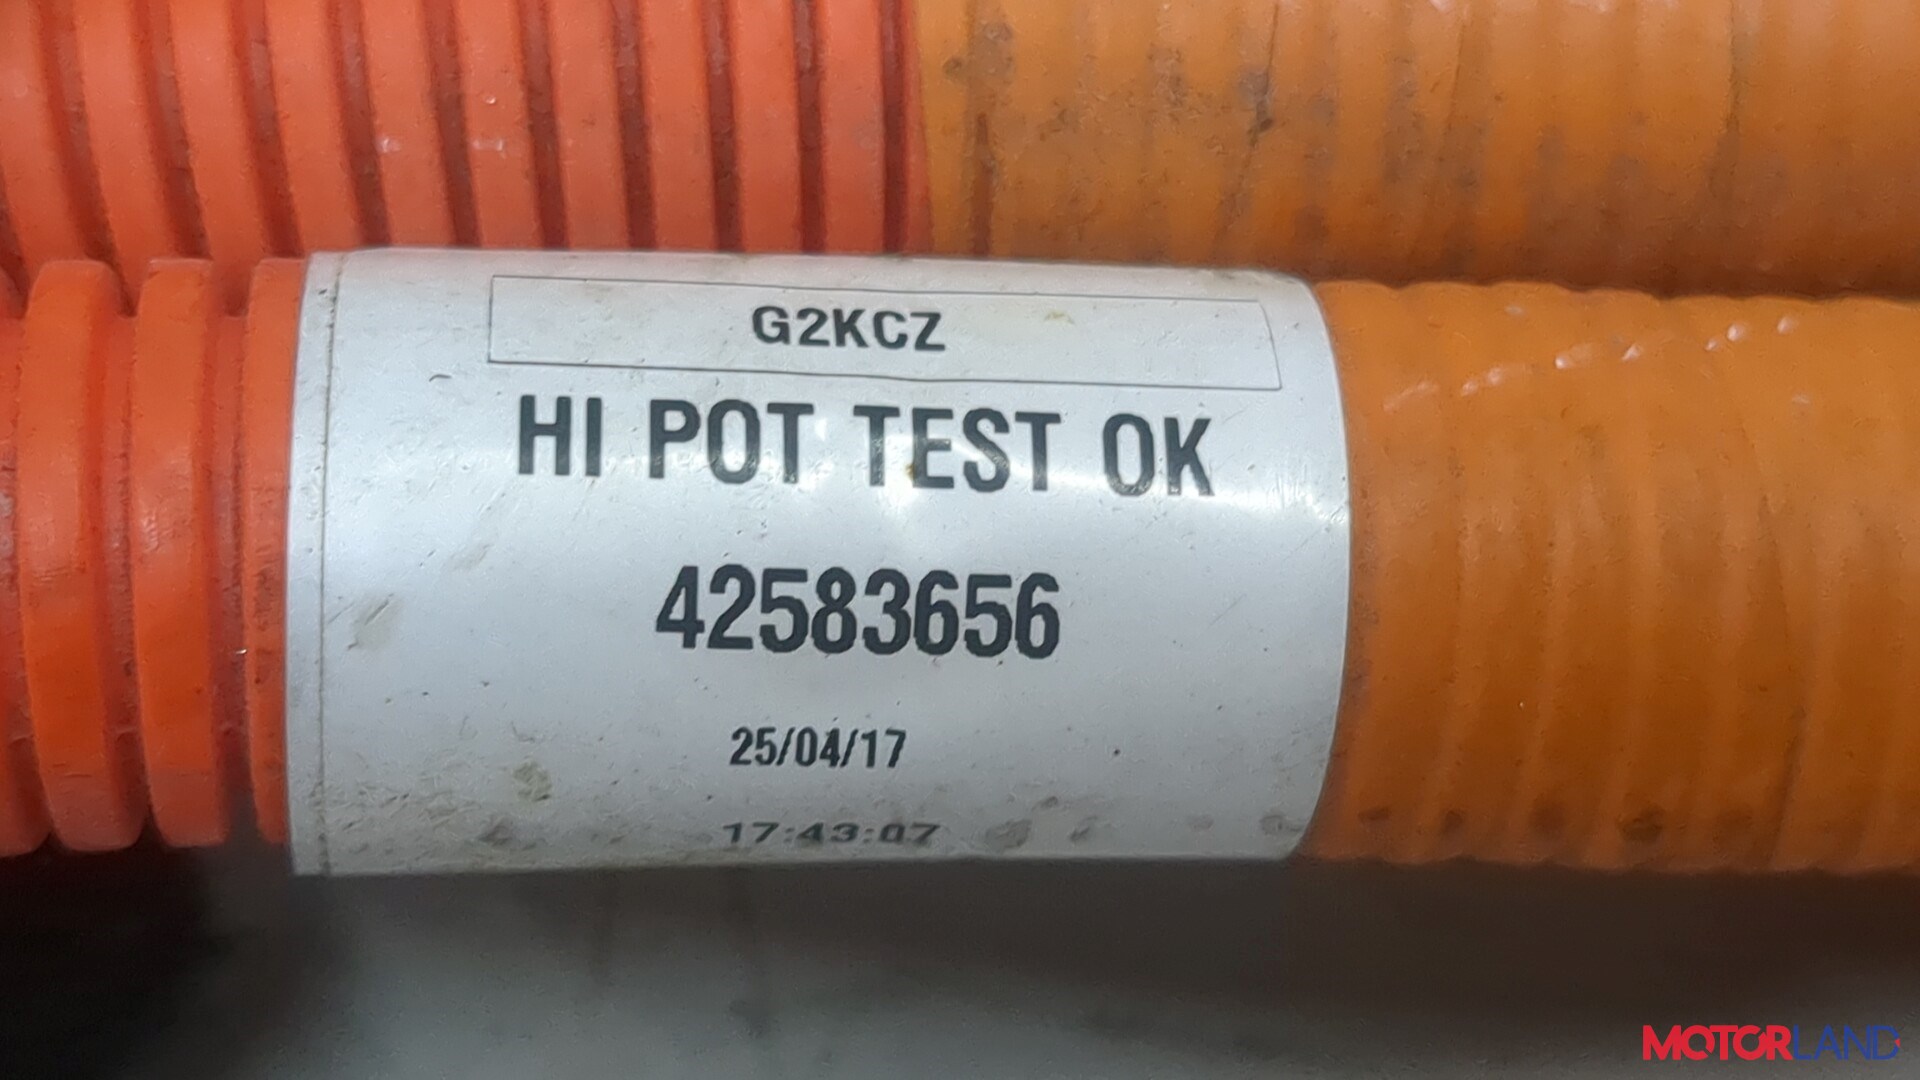 G2KCZ
HI POT TEST OK
42583656
25/04/17
17:43:07
MOTORLAND